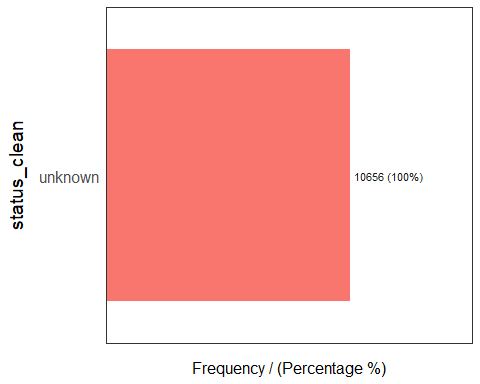 status_clean
unknown
10656 (100%)
Frequency / (Percentage %)